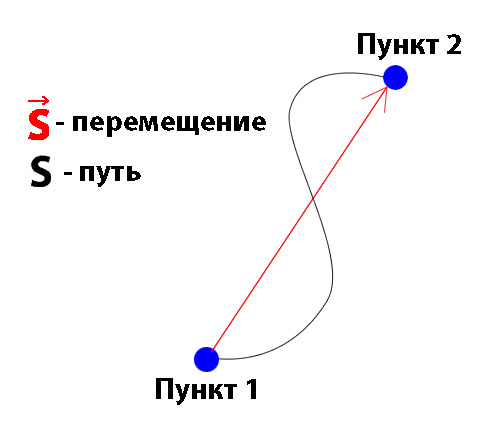 Пункт 2
s⃗ - перемещение
s - путь
Пункт 1